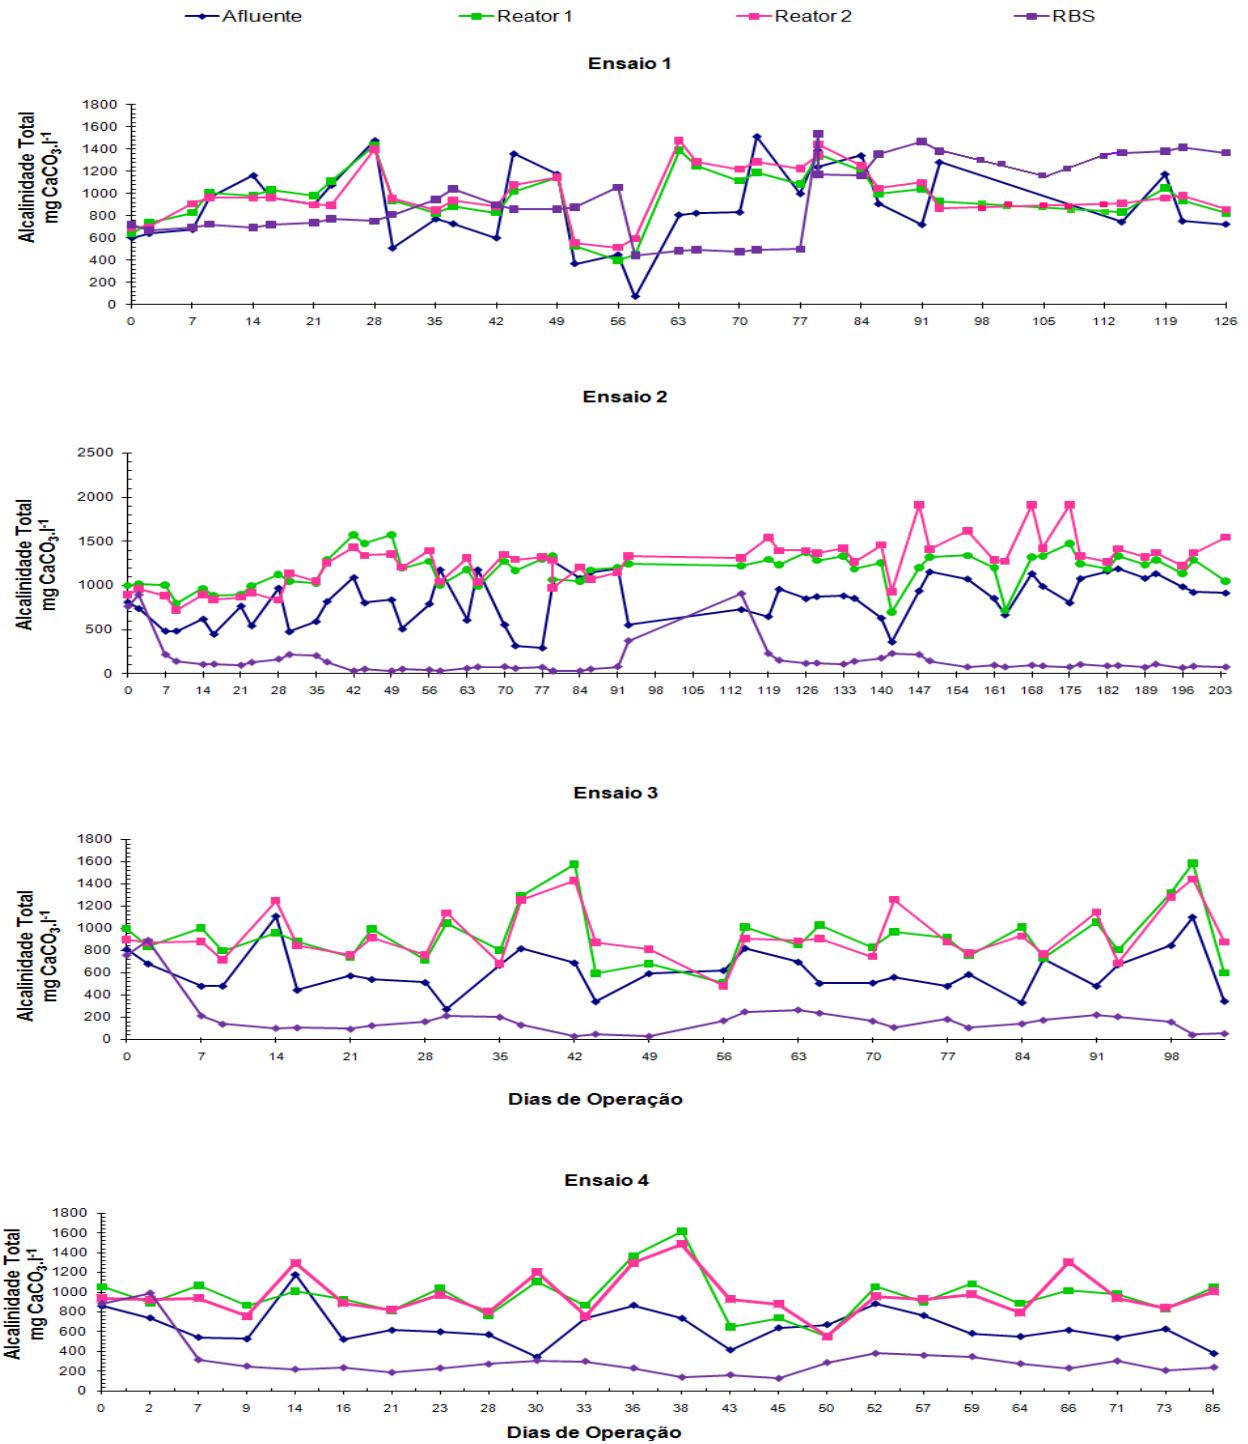 Afluente Reator 1 Reator 2 RBS
Ensaio 1
Alcalinidade Total
mg CaCO3.l-1
1800
1600
1400
1200
1000
800
600
400
200
0
0 7 14 21 28 35 42 49 56 63 70 77 84 91 98 105 112 119 126
Ensaio 2
Alcalinidade Total
mg CaCO3.l-1
2500
2000
1500
1000
500
0
0 7 14 21 28 35 42 49 56 63 70 77 84 91 98 105 112 119 126 133 140 147 154 161 168 175 182 189 196 203
Ensaio 3
Alcalinidade Total
mg CaCO3.l-1
1800
1600
1400
1200
1000
800
600
400
200
0
0 7 14 21 28 35 42 49 56 63 70 77 84 91 98
Dias de Operação
Ensaio 4
Alcalinidade Total
mg CaCO3.l-1
1800
1600
1400
1200
1000
800
600
400
200
0
0 2 7 9 14 16 21 23 28 30 33 36 38 43 45 50 52 57 59 64 66 71 73 85
Dias de Operação